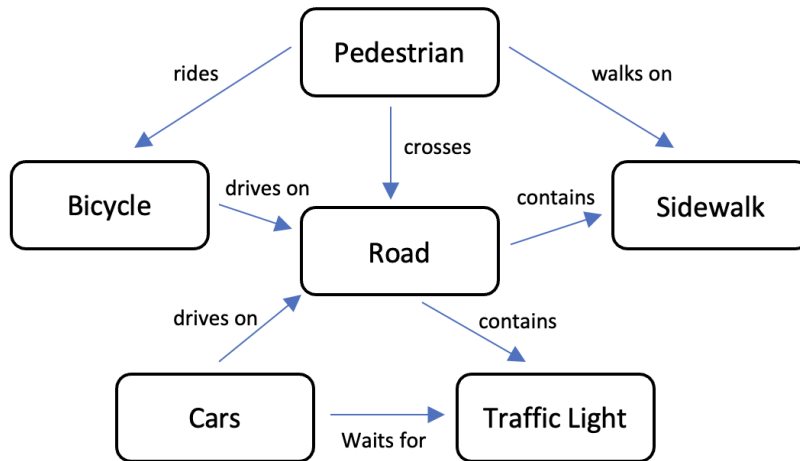 Pedestrian
rides
walks on
crosses
Bicycle
drives on
contains
Sidewalk
Road
drives on
contains
Cars
Waits for
Traffic Light